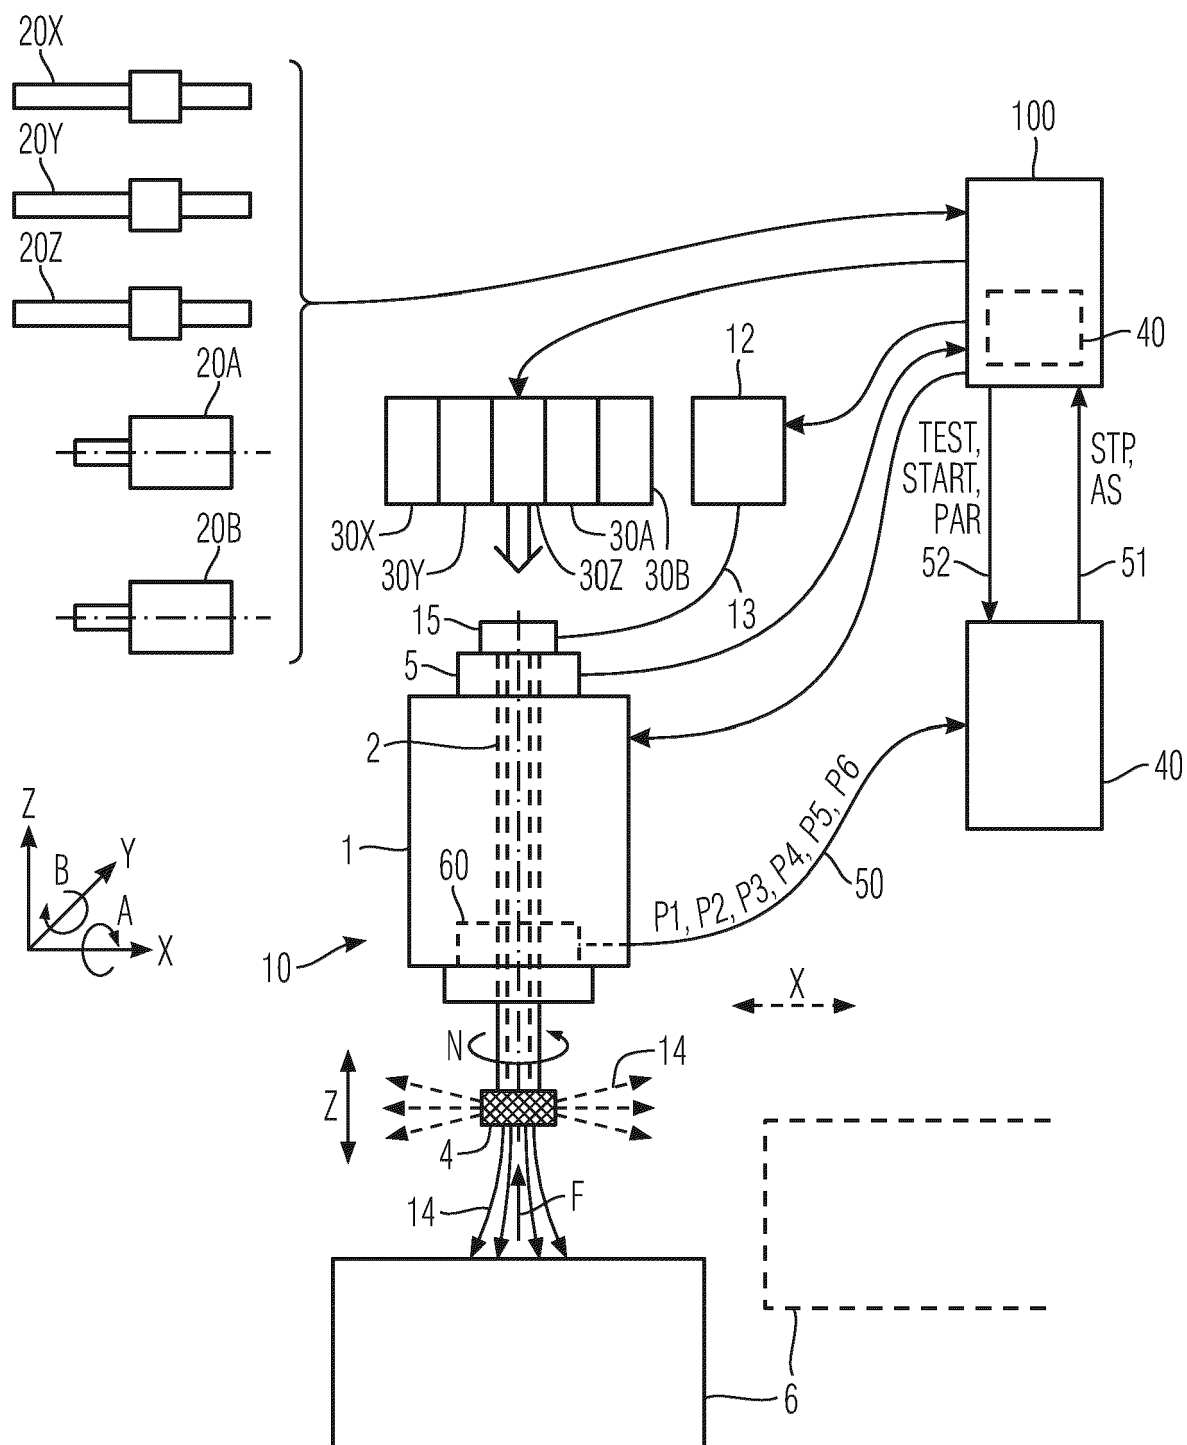 20X
20Y
20Z
20A
20B
100
40
12
TEST,
START,
PAR
STP,
AS
30X
30Y
30Z
30A
30B
52
51
13
15
5
2
40
1
60
P1, P2, P3, P4, P5, P6
50
Z
Y
B
A
X
10
X
N
14
Z
4
14
F
6